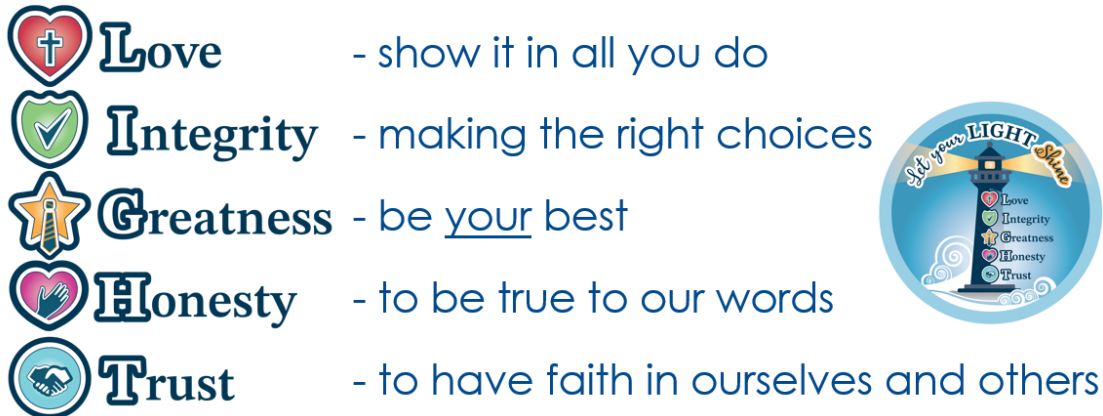 Love - show it in all you do
Integrity - making the right choices
Greatness - be your best
Honesty - to be true to our words
Trust - to have faith in ourselves and others
Let your LIGHT Shine
Love
Integrity
Greatness
Honesty
Trust